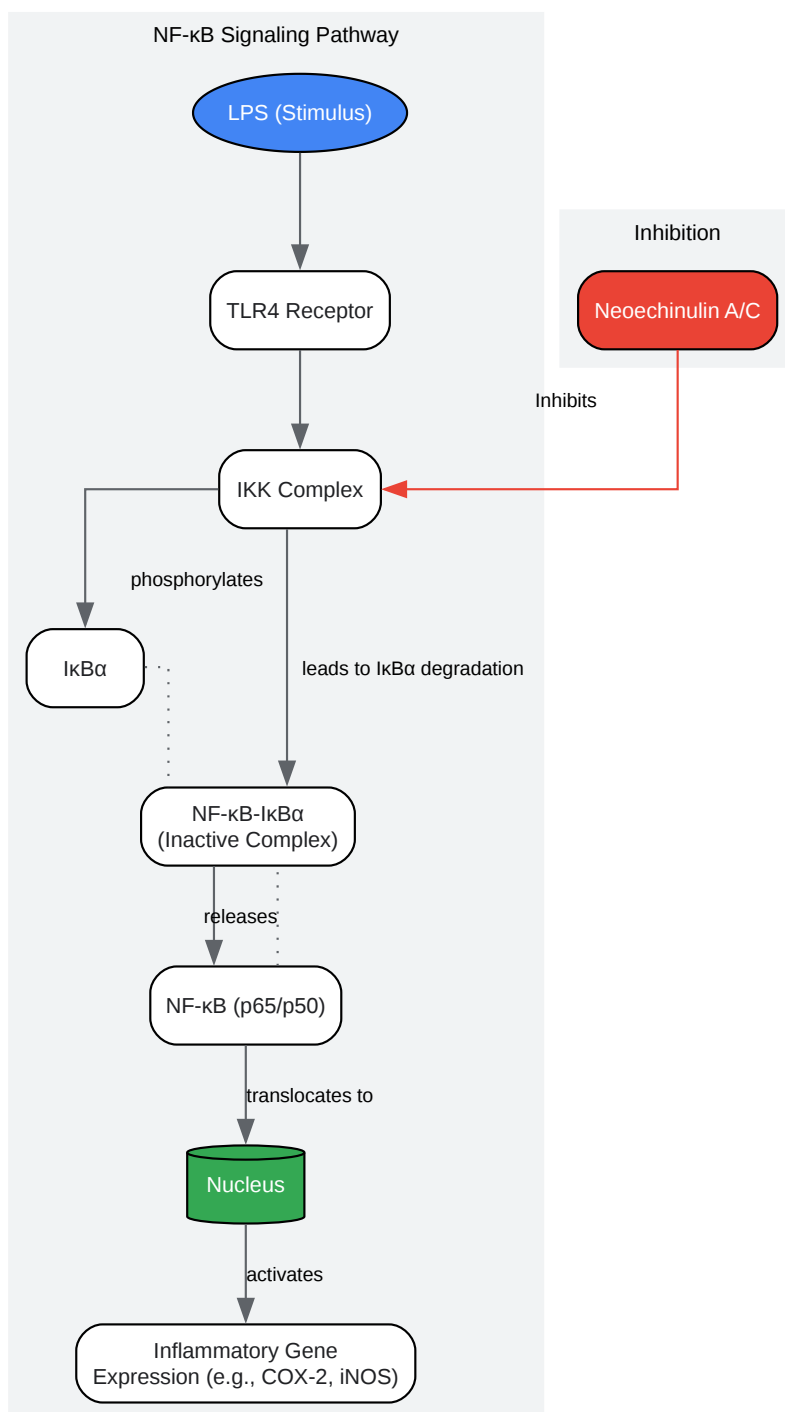 NF-κB Signaling Pathway
LPS (Stimulus)
Inhibition
TLR4 Receptor
Neoechinulin A/C
Inhibits
IKK Complex
phosphorylates
IκBα
leads to IκBα degradation
NF-κB-IκBα
(Inactive Complex)
releases
NF-κB (p65/p50)
translocates to
Nucleus
activates
Inflammatory Gene
Expression (e.g., COX-2, iNOS)